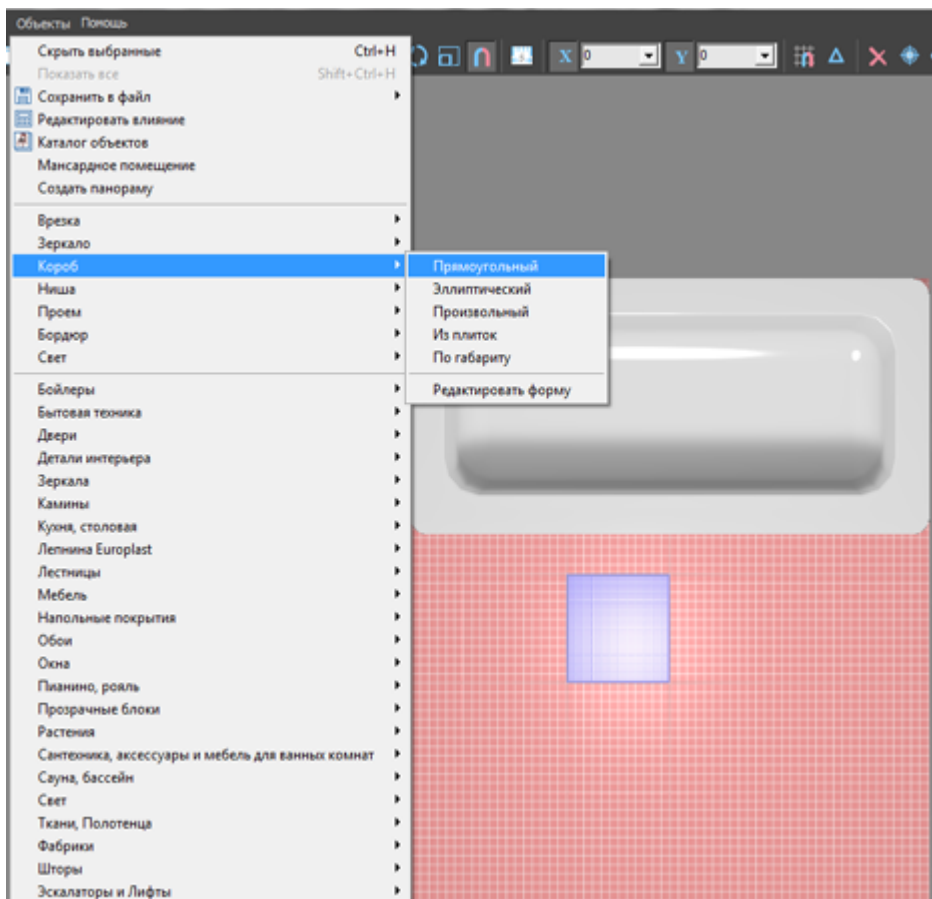 Объекты Помощь
Скрыть выбранные Ctrl+H
Показать все Shift+Ctrl+H
Сохранить в файл
Редактировать влияние
Каталог объектов
Мансардное помещение
Создать панораму
Врезка
Зеркало
Короб
Ниша
Проем
Бордюр
Свет
Бойлеры
Бытовая техника
Двери
Детали интерьера
Зеркала
Камины
Кухня, столовая
Лепнина Europlast
Лестницы
Мебель
Напольные покрытия
Обои
Окна
Пианино, рояль
Прозрачные блоки
Растения
Сантехника, аксессуары и мебель для ванных комнат
Сауна, бассейн
Свет
Ткани, Полотенца
Фабрики
Шторы
Эскалаторы и Лифты
Прямоугольный
Эллиптический
Произвольный
Из плиток
По габариту
Редактировать форму
X 0 Y 0